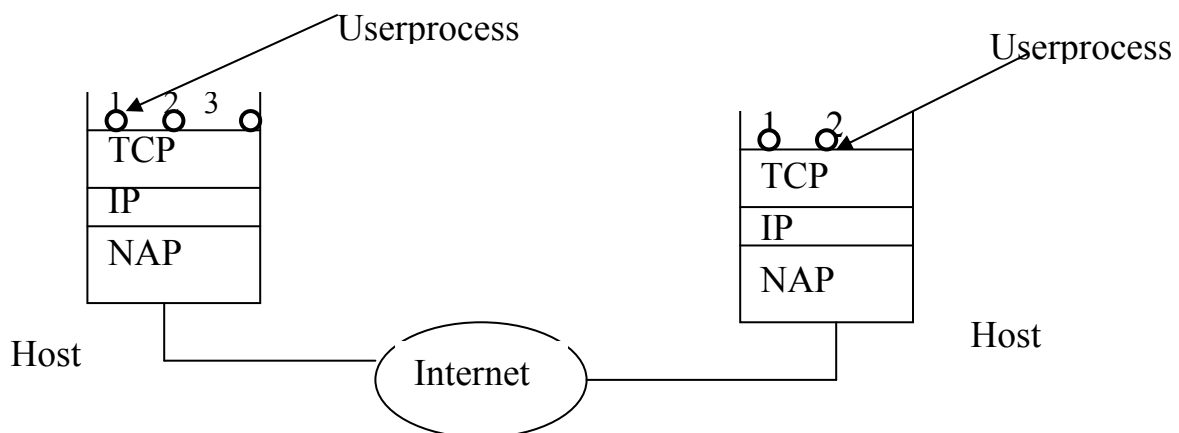 Userprocess
Userprocess
1 2 3
TCP
IP
NAP
1 2
TCP
IP
NAP
Host
Host
Internet